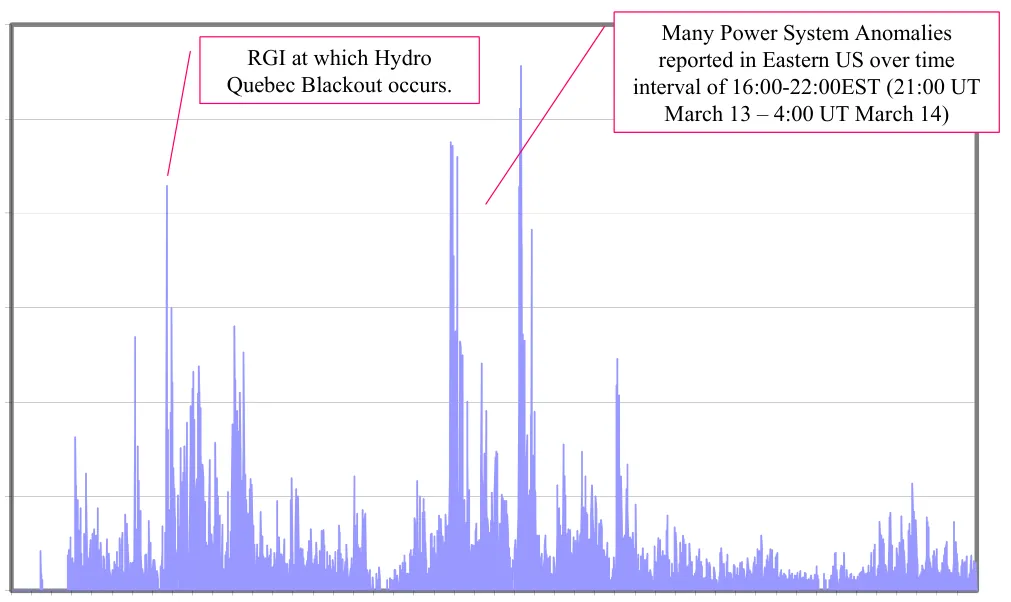 RGI at which Hydro
Quebec Blackout occurs.
Many Power System Anomalies
reported in Eastern US over time
interval of 16:00-22:00EST (21:00 UT
March 13 – 4:00 UT March 14)